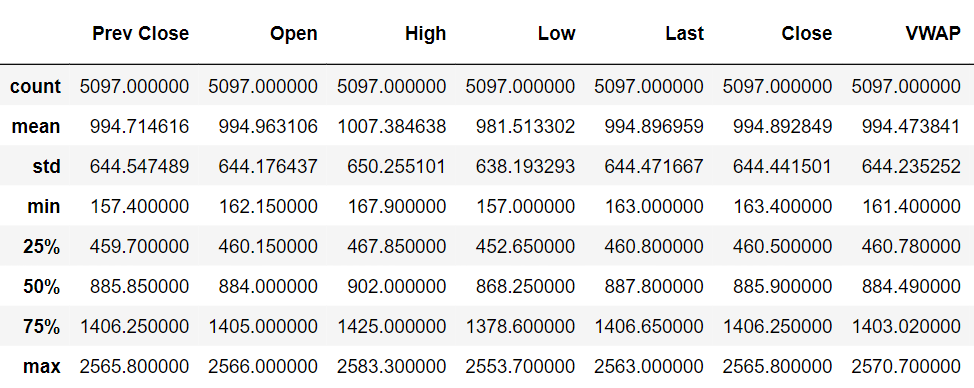 Prev Close Open High Low Last Close VWAP
count 5097.000000 5097.000000 5097.000000 5097.000000 5097.000000 5097.000000 5097.000000
mean 994.714616 994.963106 1007.384638 981.513302 994.896959 994.892849 994.473841
std 644.547489 644.176437 650.255101 638.193293 644.471667 644.441501 644.235252
min 157.400000 162.150000 167.900000 157.000000 163.000000 163.400000 161.400000
25% 459.700000 460.150000 467.850000 452.650000 460.800000 460.500000 460.780000
50% 885.850000 884.000000 902.000000 868.250000 887.800000 885.900000 884.490000
75% 1406.250000 1405.000000 1425.000000 1378.600000 1406.650000 1406.250000 1403.020000
max 2565.800000 2566.000000 2583.300000 2553.700000 2563.000000 2565.800000 2570.700000